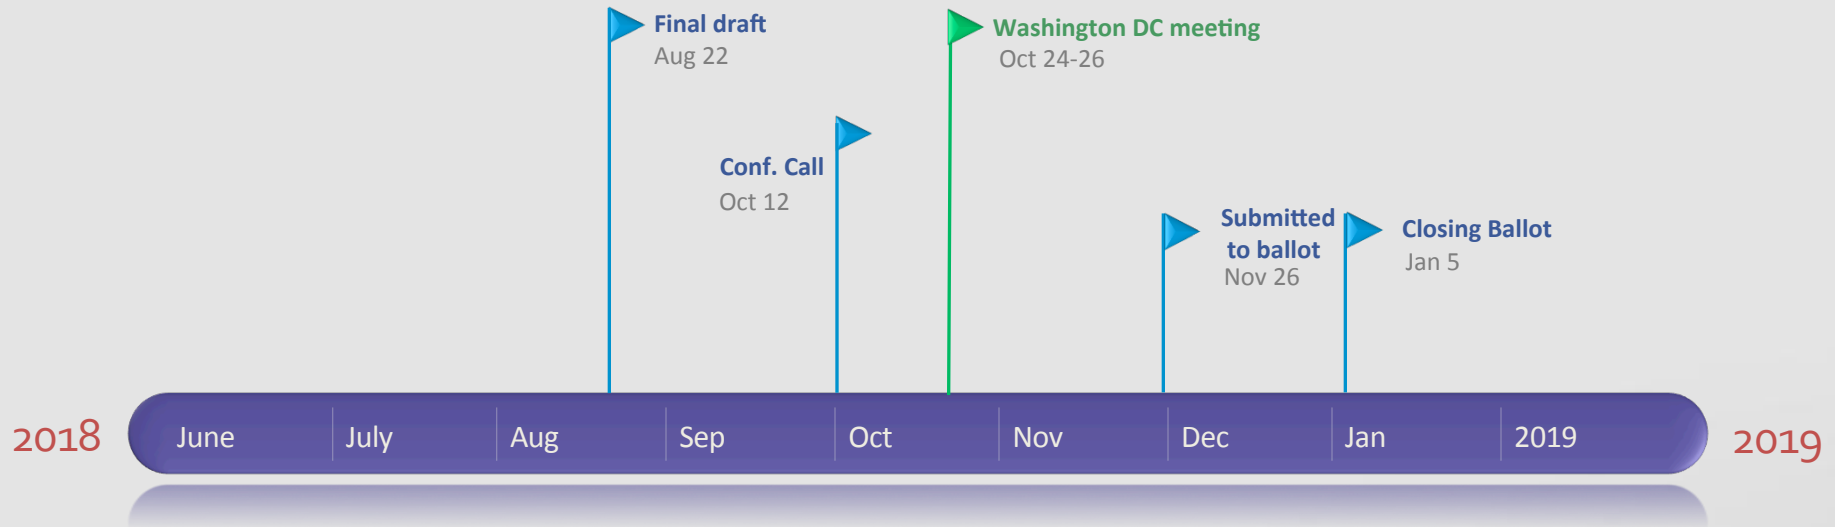 Final draft
Aug 22
Washington DC meeting
Oct 24-26
Conf. Call
Oct 12
Submitted
to ballot
Nov 26
Closing Ballot
Jan 5
2018
June
July
Aug
Sep
Oct
Nov
Dec
Jan
2019
2019